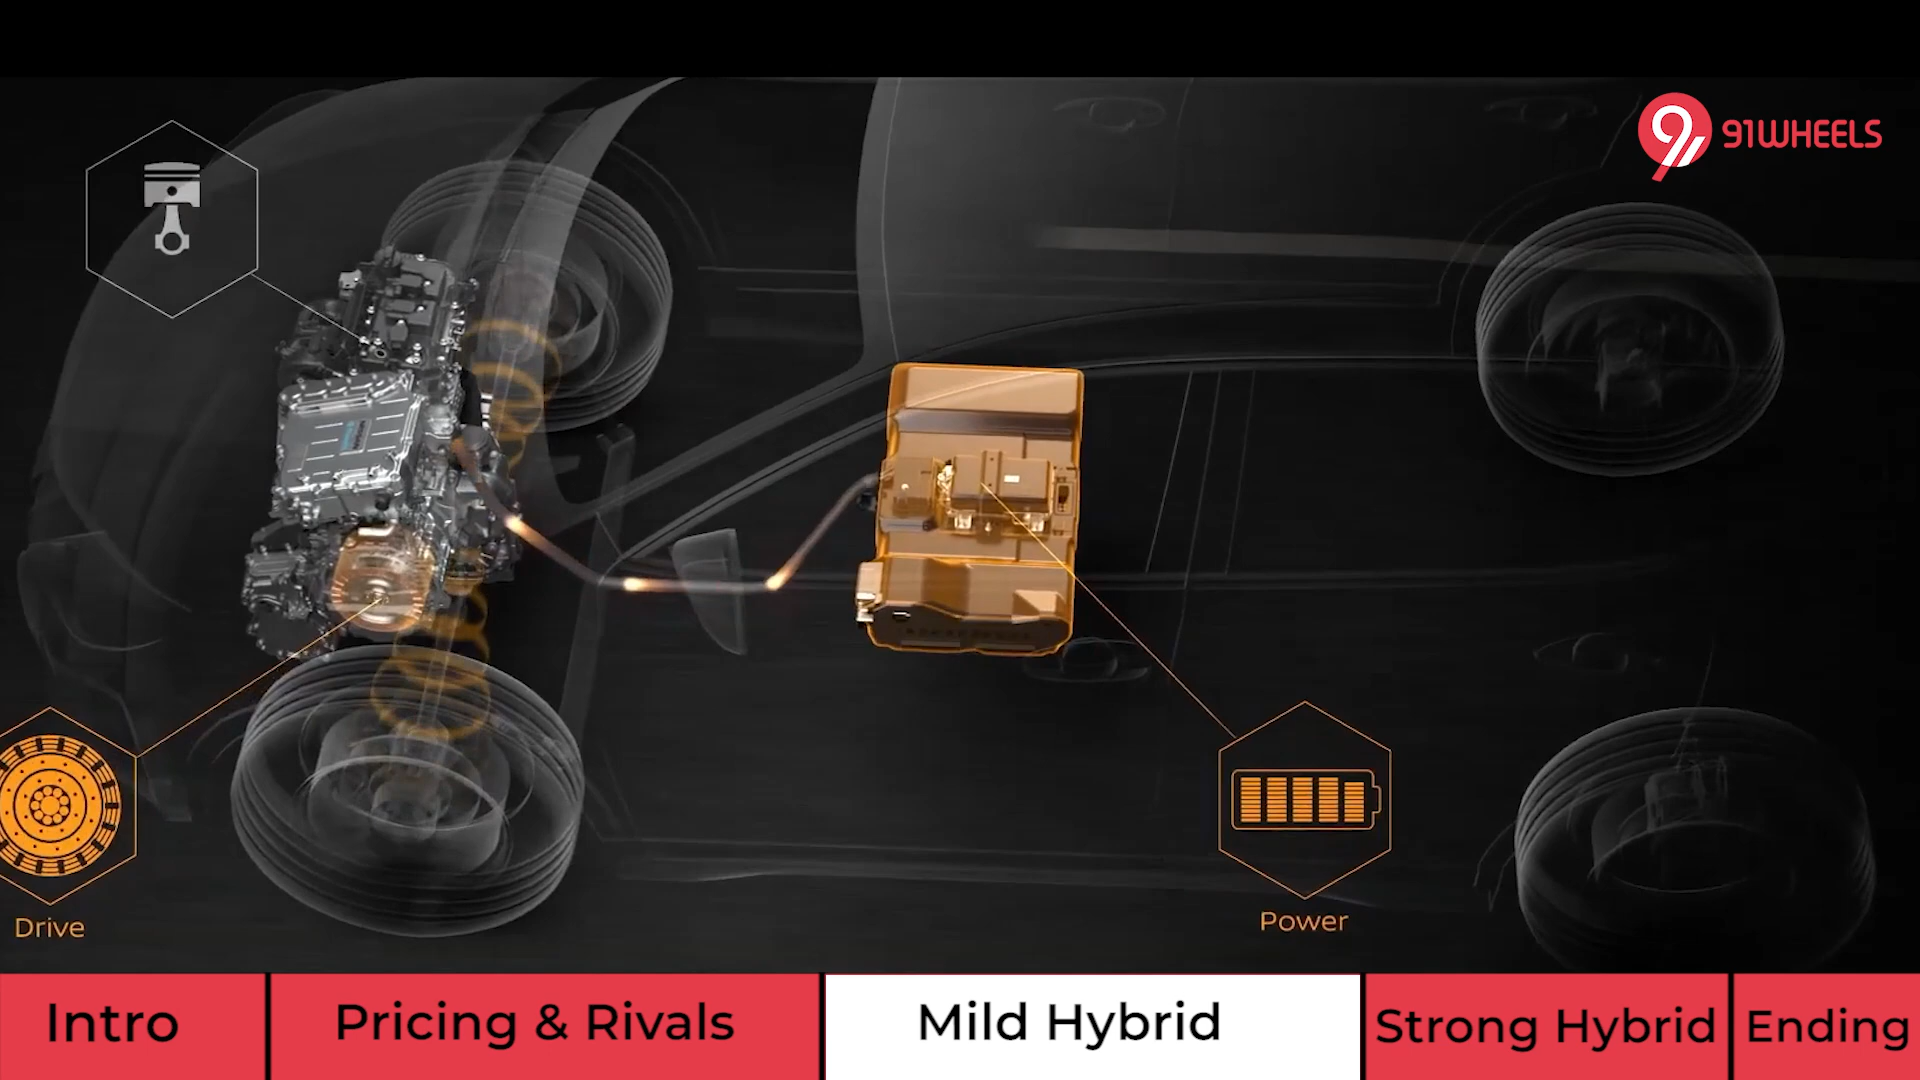 91WHEELS
Drive
Power
Intro
Pricing & Rivals
Mild Hybrid
Strong Hybrid
Ending